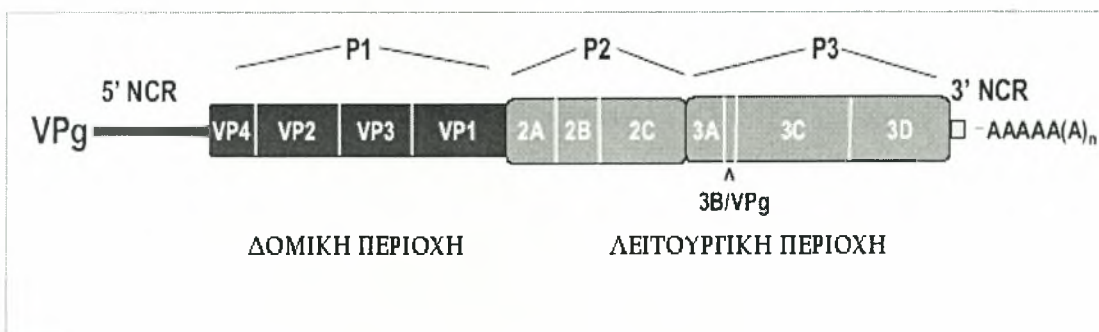 P1 P2 P3
5' NCR 3' NCR
VPg VP4 VP2 VP3 VP1 2A 2B 2C 3A 3C 3D -AAAAA(A)n
3B/VPg
ΔΟΜΙΚΗ ΠΕΡΙΟΧΗ ΛΕΙΤΟΥΡΓΙΚΗ ΠΕΡΙΟΧΗ